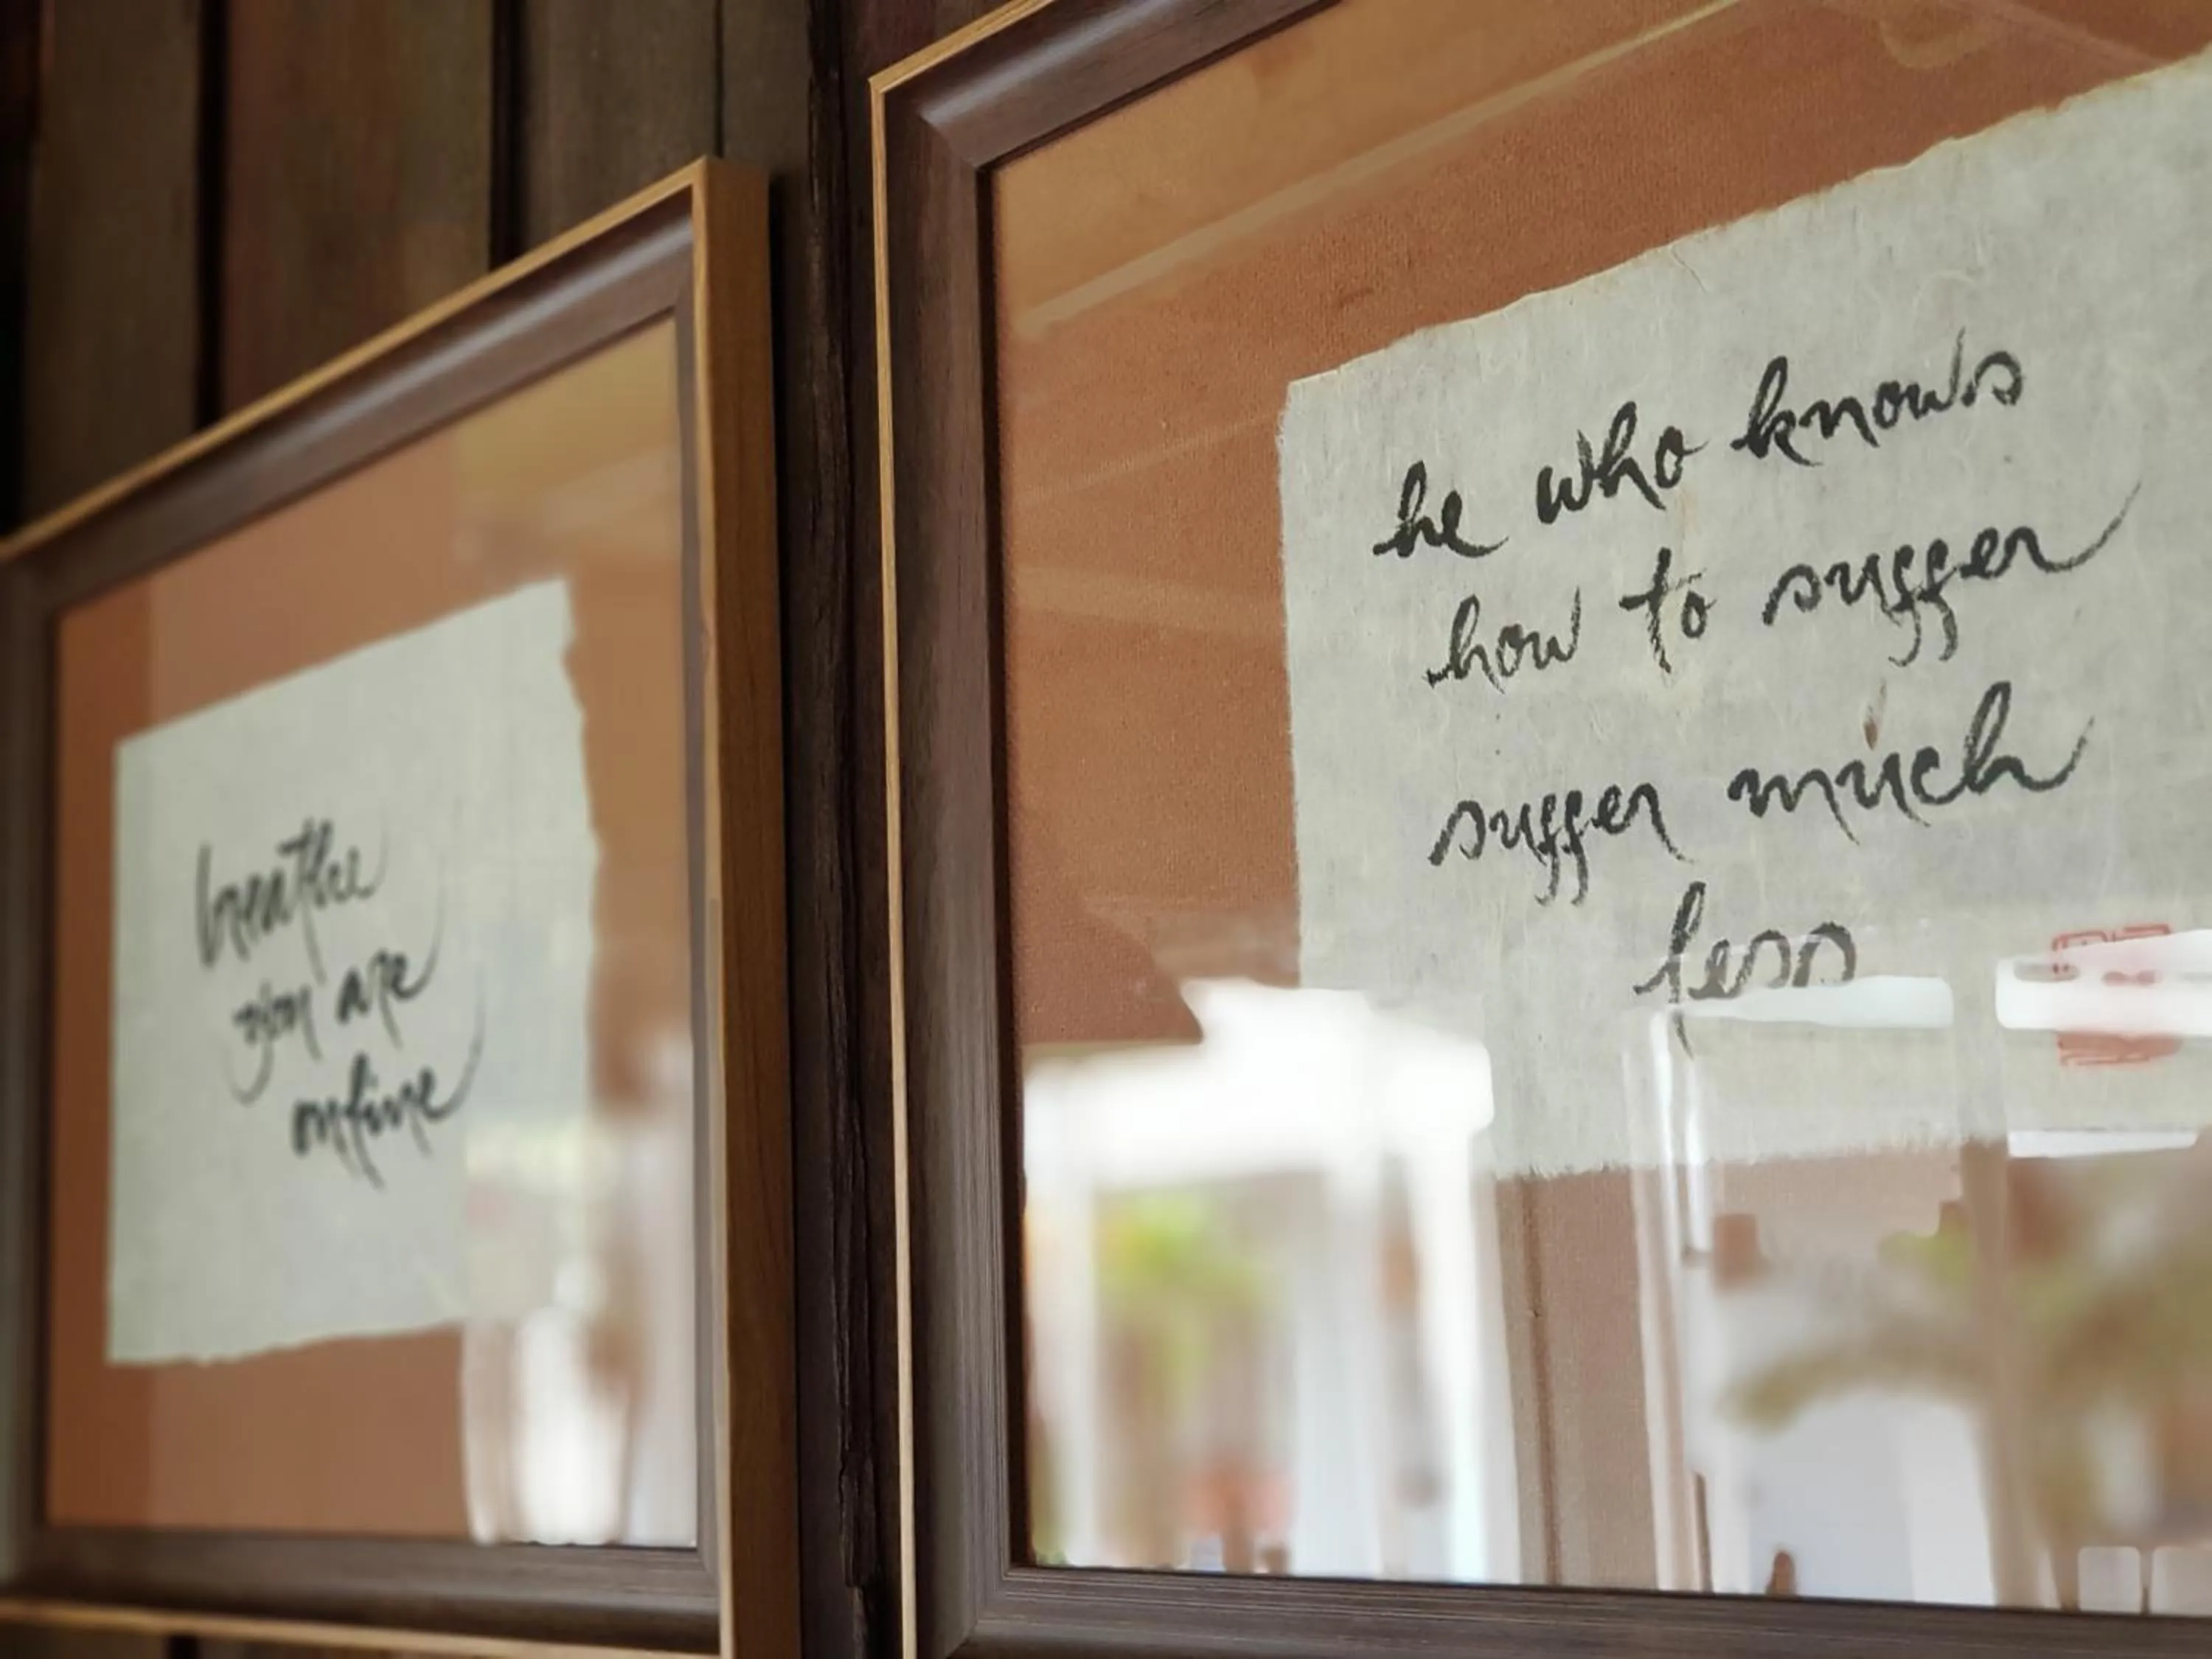 breathe
you are
online
he who knows
how to suffer
suffer much
less